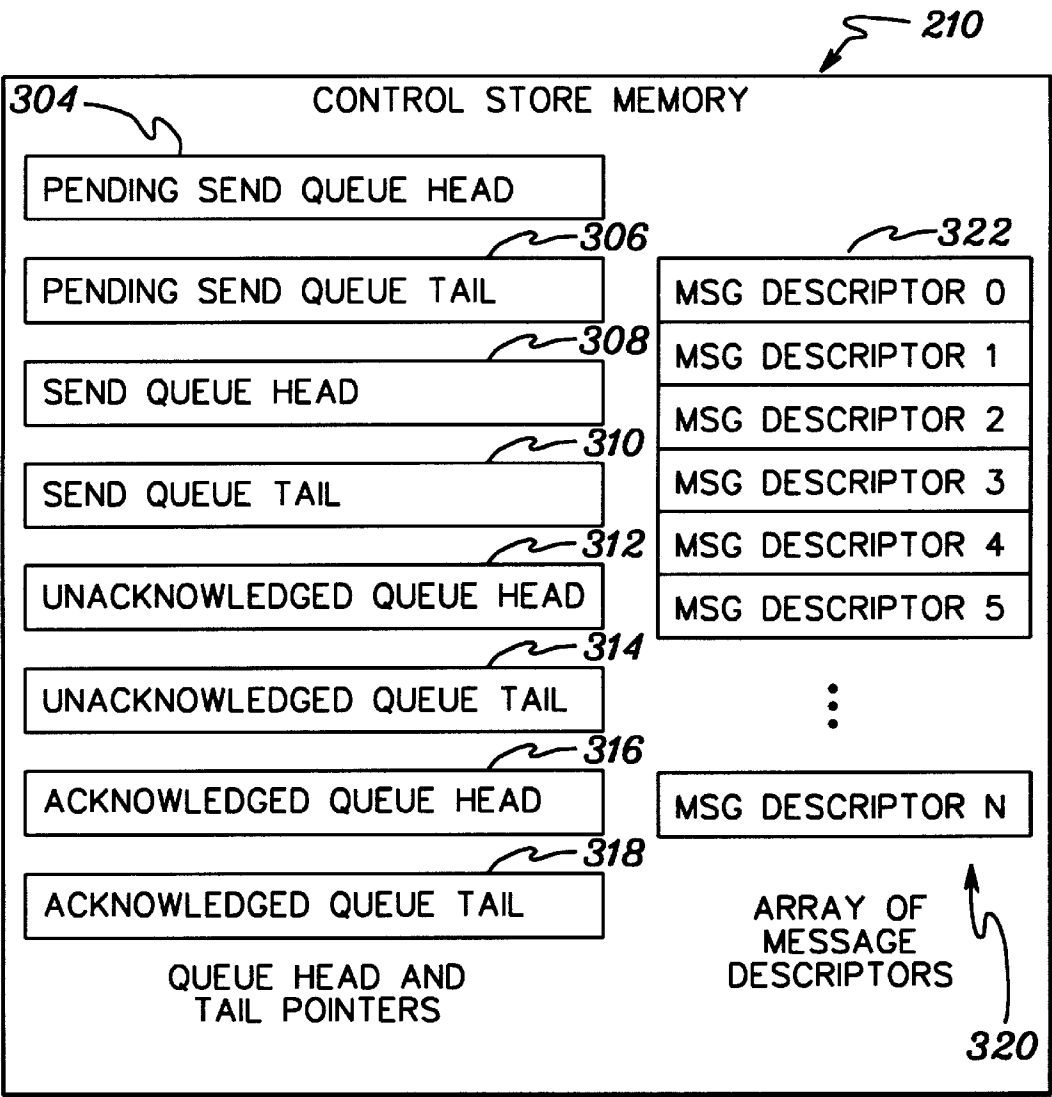 210
304
CONTROL STORE MEMORY
PENDING SEND QUEUE HEAD
306
PENDING SEND QUEUE TAIL
308
SEND QUEUE HEAD
310
SEND QUEUE TAIL
312
UNACKNOWLEDGED QUEUE HEAD
314
UNACKNOWLEDGED QUEUE TAIL
316
ACKNOWLEDGED QUEUE HEAD
318
ACKNOWLEDGED QUEUE TAIL
QUEUE HEAD AND
TAIL POINTERS
322
MSG DESCRIPTOR 0
MSG DESCRIPTOR 1
MSG DESCRIPTOR 2
MSG DESCRIPTOR 3
MSG DESCRIPTOR 4
MSG DESCRIPTOR 5
MSG DESCRIPTOR N
ARRAY OF
MESSAGE
DESCRIPTORS
320